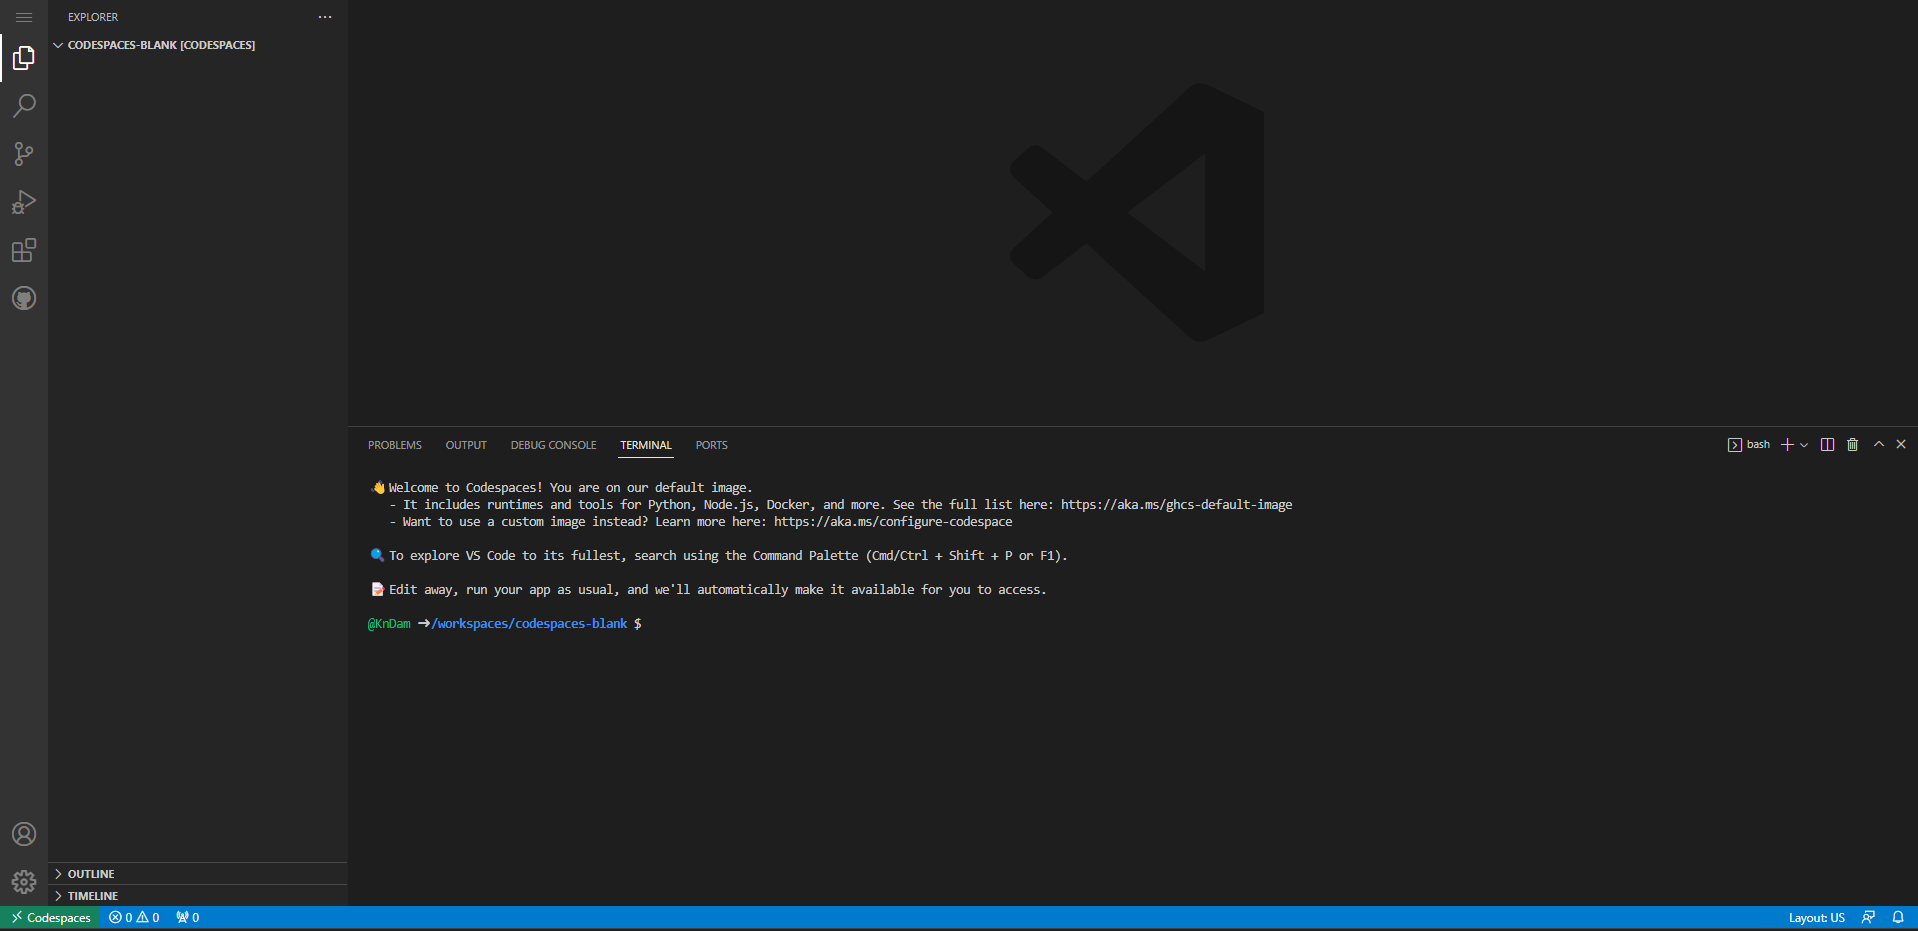 EXPLORER
CODESPACES-BLANK [CODESPACES]
OUTLINE
TIMELINE
PROBLEMS OUTPUT DEBUG CONSOLE TERMINAL PORTS
bash
Welcome to Codespaces! You are on our default image.
- It includes runtimes and tools for Python, Node.js, Docker, and more. See the full list here: https://aka.ms/ghcs-default-image
- Want to use a custom image instead? Learn more here: https://aka.ms/configure-codespace
To explore VS Code to its fullest, search using the Command Palette (Cmd/Ctrl + Shift + P or F1).
Edit away, run your app as usual, and we'll automatically make it available for you to access.
@KnDam ➜/workspaces/codespaces-blank $
Codespaces 0 0 0 Layout: US